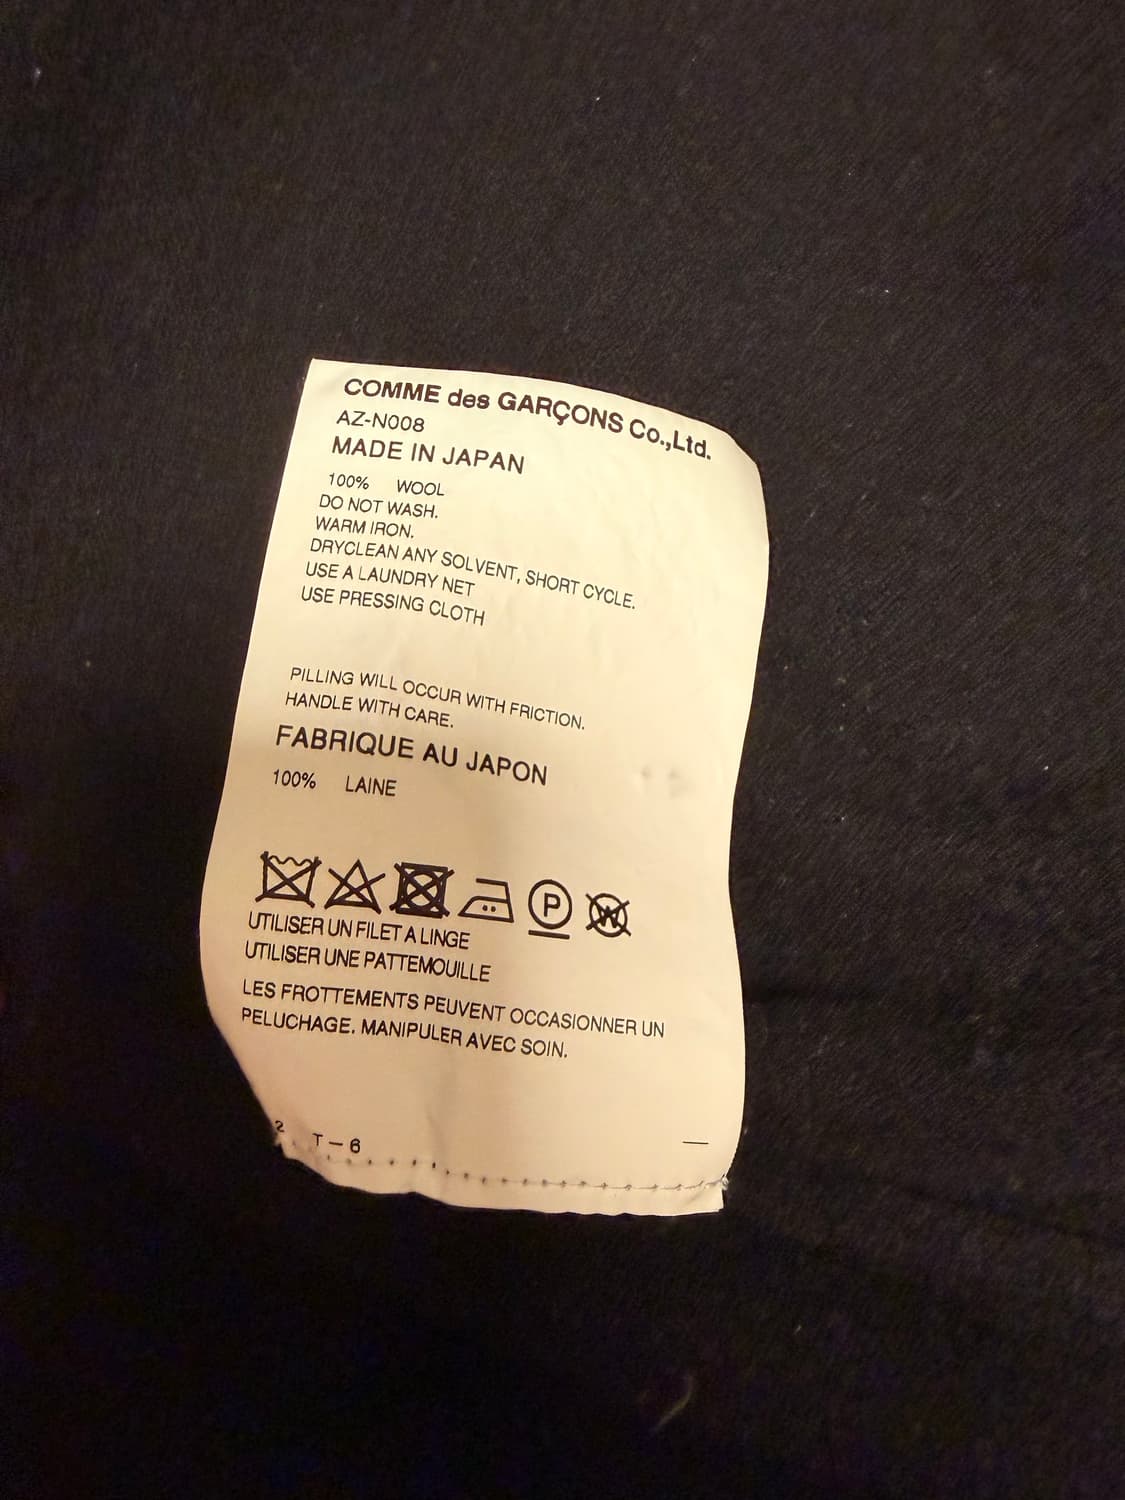 COMME des GARÇONS Co.,Ltd.
AZ-N008
MADE IN JAPAN
100% WOOL
DO NOT WASH.
WARM IRON.
DRYCLEAN ANY SOLVENT, SHORT CYCLE.
USE A LAUNDRY NET
USE PRESSING CLOTH
PILLING WILL OCCUR WITH FRICTION.
HANDLE WITH CARE.
FABRIQUE AU JAPON
100% LAINE
P W
UTILISER UN FILET A LINGE
UTILISER UNE PATTEMOUILLE
LES FROTTEMENTS PEUVENT OCCASIONNER UN
PELUCHAGE. MANIPULER AVEC SOIN.
2 T-6 —